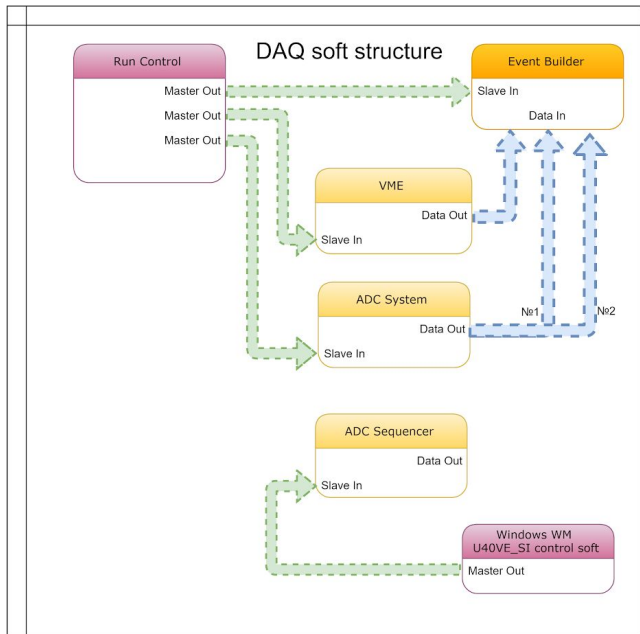 DAQ soft structure
Run Control
Master Out
Master Out
Master Out
Event Builder
Slave In
Data In
VME
Data Out
Slave In
ADC System
Data Out
Slave In
№1
№2
ADC Sequencer
Data Out
Slave In
Windows WM
U40VE_SI control soft
Master Out